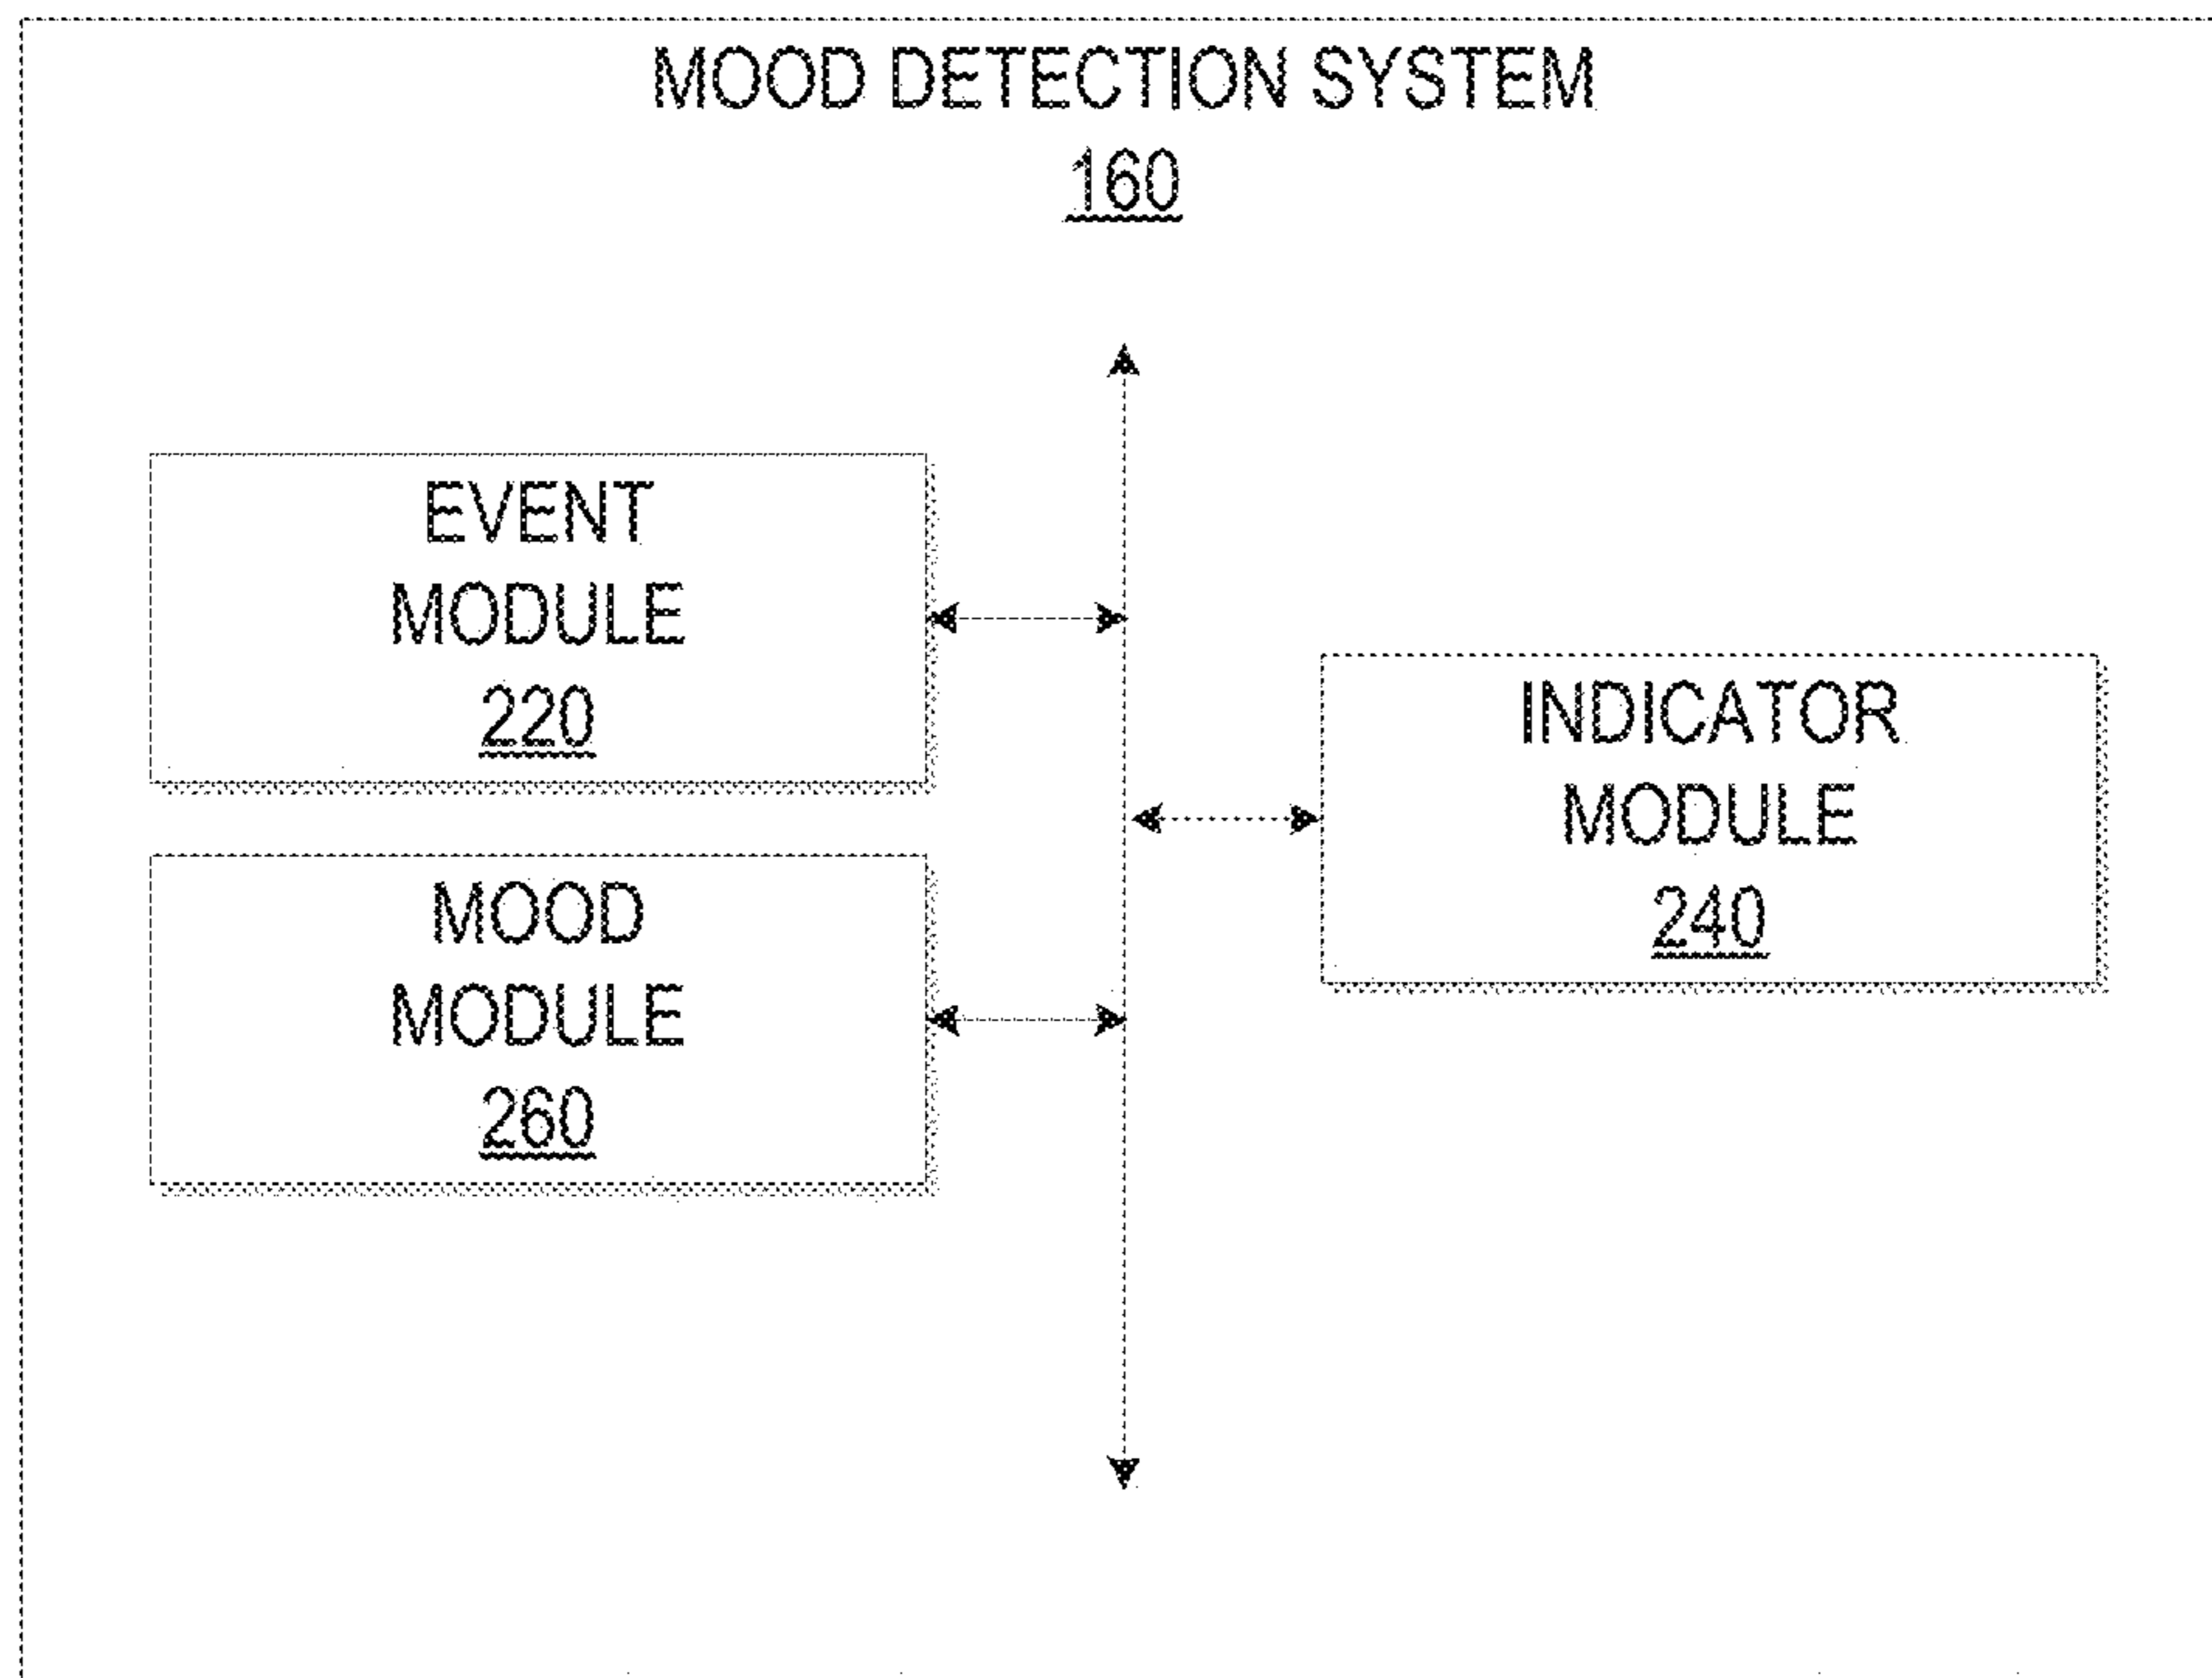 MOOD DETECTION SYSTEM
160
EVENT
MODULE
220
INDICATOR
MODULE
240
MOOD
MODULE
260